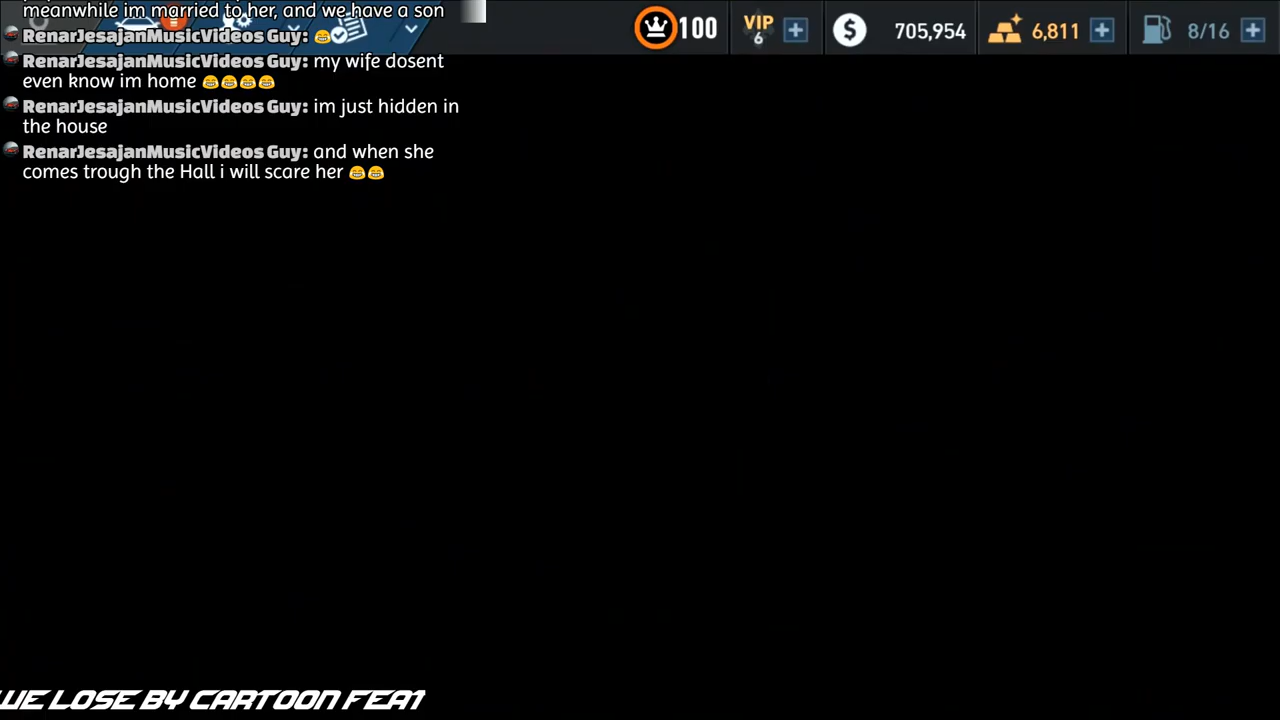 meanwhile im married to her, and we have a son
RenarJesajanMusicVideos Guy: 😂
RenarJesajanMusicVideos Guy: my wife dosent
even know im home 😂😂😂😂
RenarJesajanMusicVideos Guy: im just hidden in
the house
RenarJesajanMusicVideos Guy: and when she
comes trough the Hall i will scare her 😂😂
100
VIP
6
705,954
6,811
8/16
WE LOSE BY CARTOON FEAT